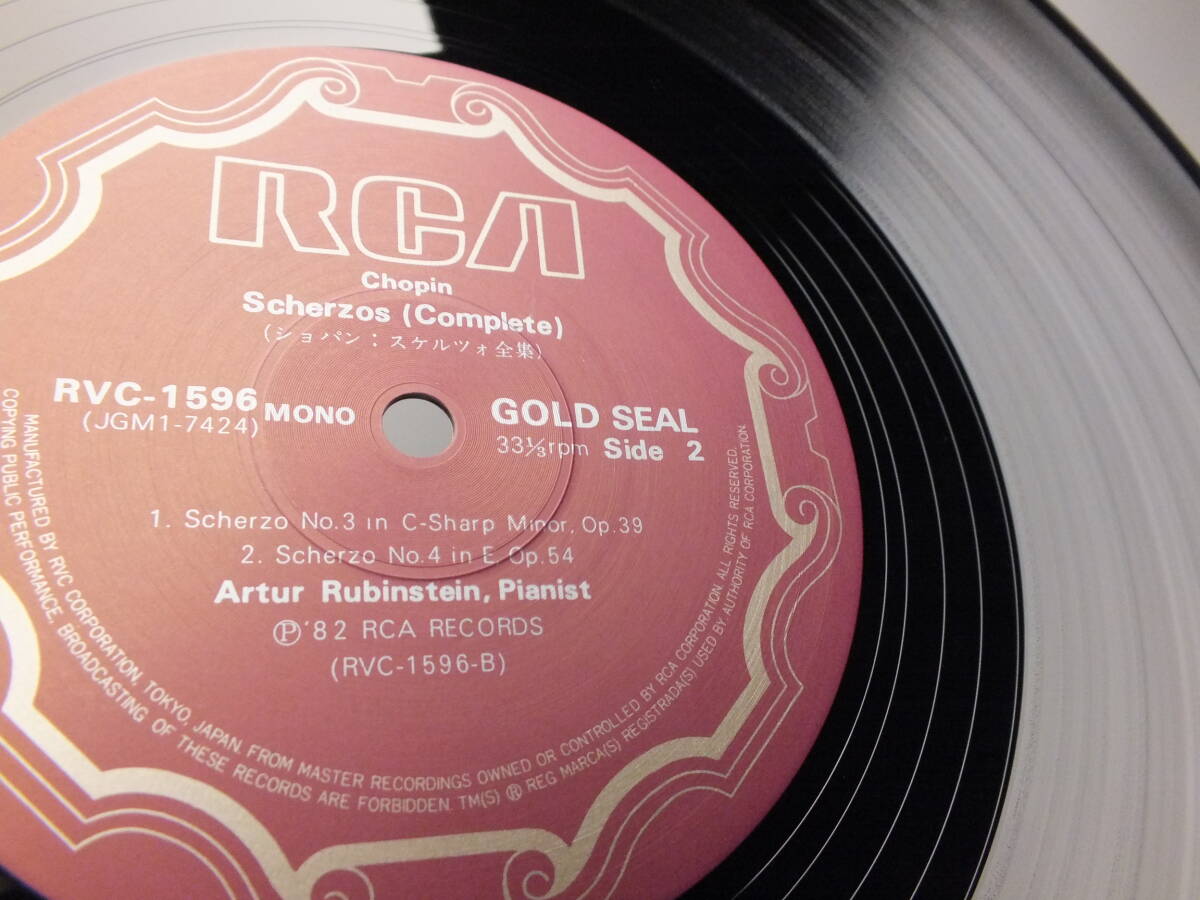 RCA
Chopin
Scherzos (Complete)
(ショパン：スケルツォ全集)
RVC-1596 MONO GOLD SEAL
(JGM1-7424) 33⅓rpm Side 2
1. Scherzo No.3 in C-Sharp Minor, Op.39
2. Scherzo No.4 in E Op.54
Artur Rubinstein, Pianist
Ⓟ'82 RCA RECORDS
(RVC-1596-B)
MANUFACTURED BY RVC CORPORATION, TOKYO, JAPAN. FROM MASTER RECORDINGS OWNED OR CONTROLLED BY RCA CORPORATION. ALL RIGHTS RESERVED.
COPYING PUBLIC PERFORMANCE, BROADCASTING OF THESE RECORDS ARE FORBIDDEN. TM(S) ® REG MARCA(S) REGISTRADA(S) USED BY AUTHORITY OF RCA CORPORATION.